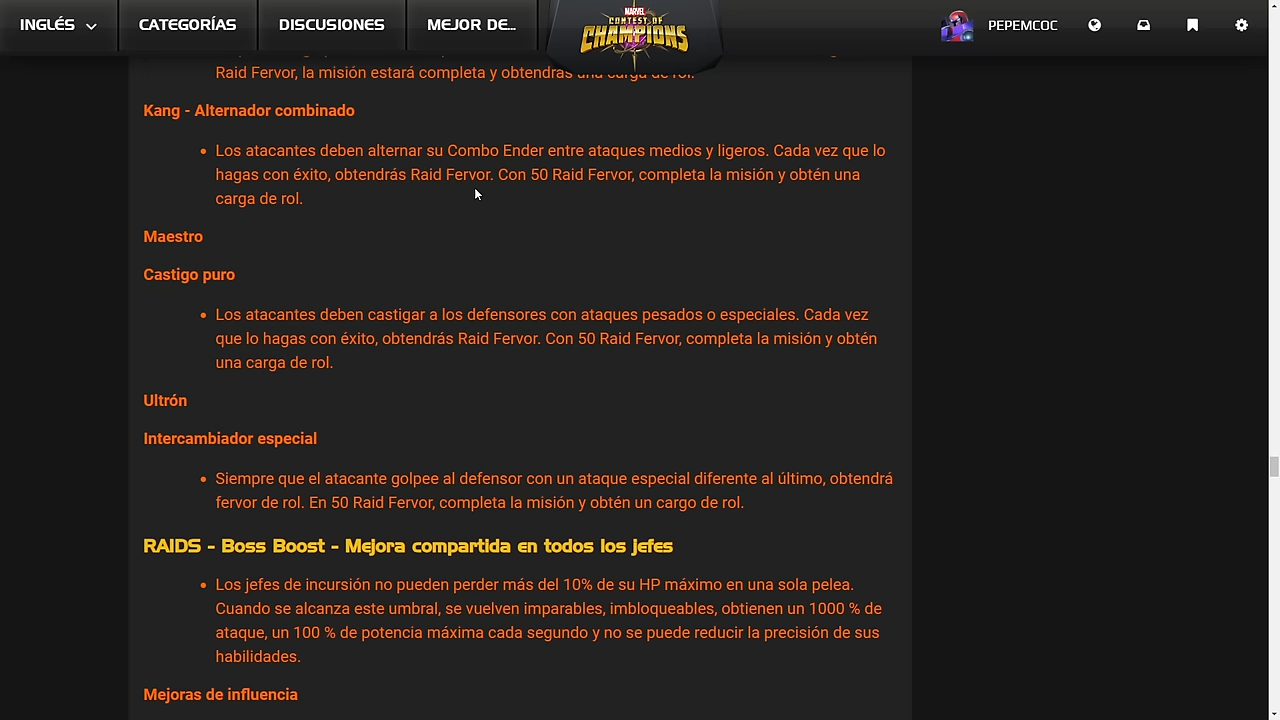 INGLÉS
CATEGORÍAS
DISCUSIONES
MEJOR DE...
MARVEL
CONTEST OF
CHAMPIONS
PEPEMCOC
Raid Fervor, la misión estará completa y obtendrás una carga de rol.
Kang - Alternador combinado
• Los atacantes deben alternar su Combo Ender entre ataques medios y ligeros. Cada vez que lo
hagas con éxito, obtendrás Raid Fervor. Con 50 Raid Fervor, completa la misión y obtén una
carga de rol.
Maestro
Castigo puro
• Los atacantes deben castigar a los defensores con ataques pesados o especiales. Cada vez
que lo hagas con éxito, obtendrás Raid Fervor. Con 50 Raid Fervor, completa la misión y obtén
una carga de rol.
Ultrón
Intercambiador especial
• Siempre que el atacante golpee al defensor con un ataque especial diferente al último, obtendrá
fervor de rol. En 50 Raid Fervor, completa la misión y obtén un cargo de rol.
RAIDS - Boss Boost - Mejora compartida en todos los jefes
• Los jefes de incursión no pueden perder más del 10% de su HP máximo en una sola pelea.
Cuando se alcanza este umbral, se vuelven imparables, imbloqueables, obtienen un 1000 % de
ataque, un 100 % de potencia máxima cada segundo y no se puede reducir la precisión de sus
habilidades.
Mejoras de influencia